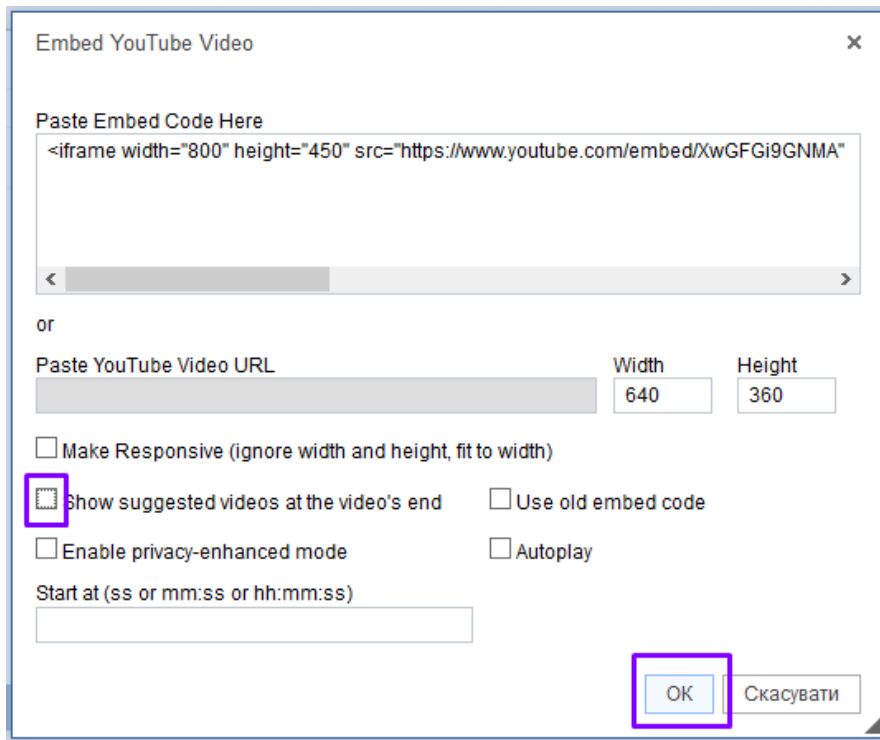 Embed YouTube Video
Paste Embed Code Here
<iframe width="800" height="450" src="https://www.youtube.com/embed/XwGFGi9GNMA"
or
Paste YouTube Video URL Width Height
640 360
Make Responsive (ignore width and height, fit to width)
Show suggested videos at the video's end Use old embed code
Enable privacy-enhanced mode Autoplay
Start at (ss or mm:ss or hh:mm:ss)
ОК Скасувати